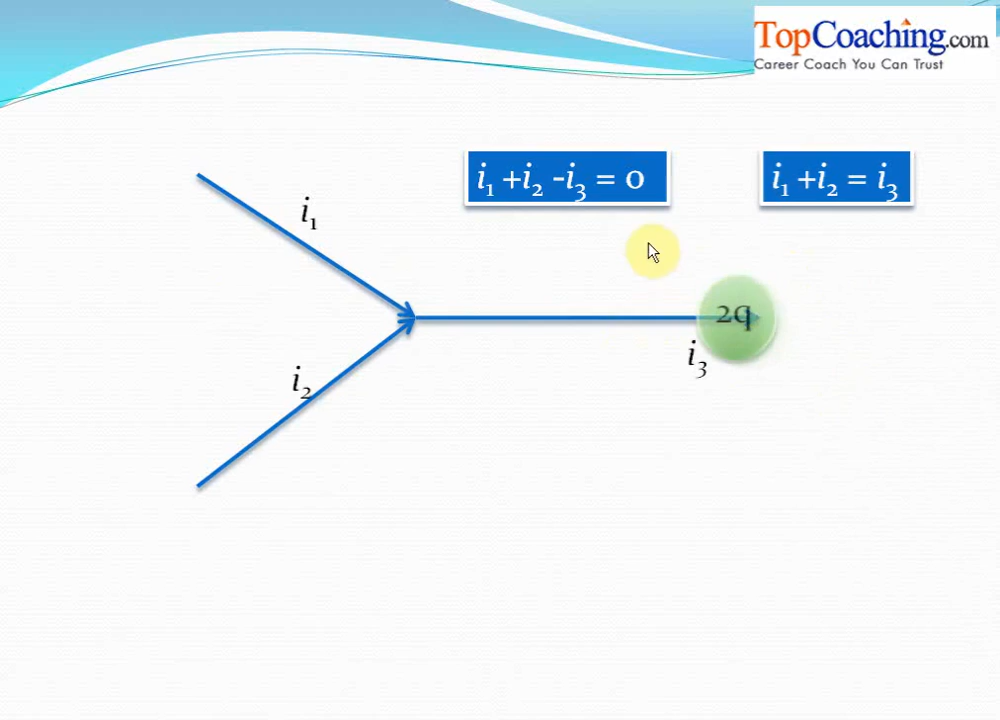 TopCoaching.com
Career Coach You Can Trust
i₁ +i₂ -i₃ = 0
i₁ +i₂ = i₃
i₁
2q
i₃
i₂